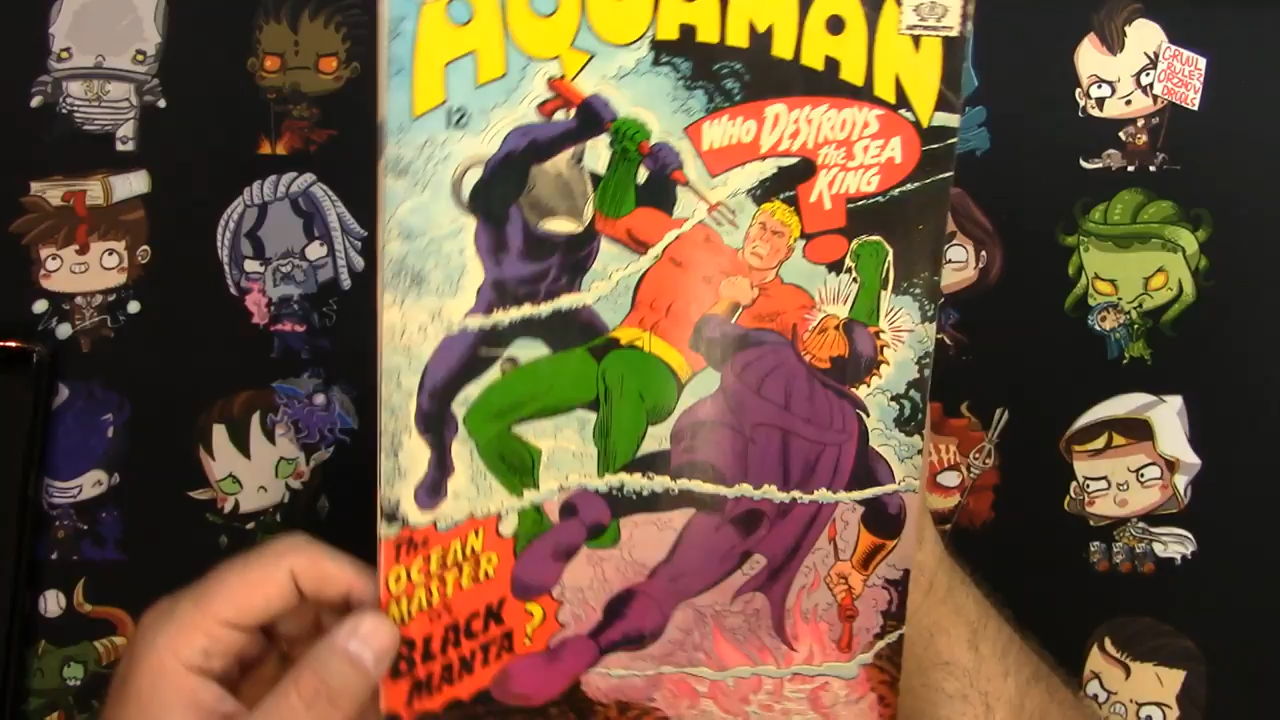 AQUAMAN
12
WHO DESTROYS
the SEA
KING
?
The
OCEAN
MASTER
or
BLACK
MANTA
?
GRUUL
RULEZ
ORZHOV
DROOLS